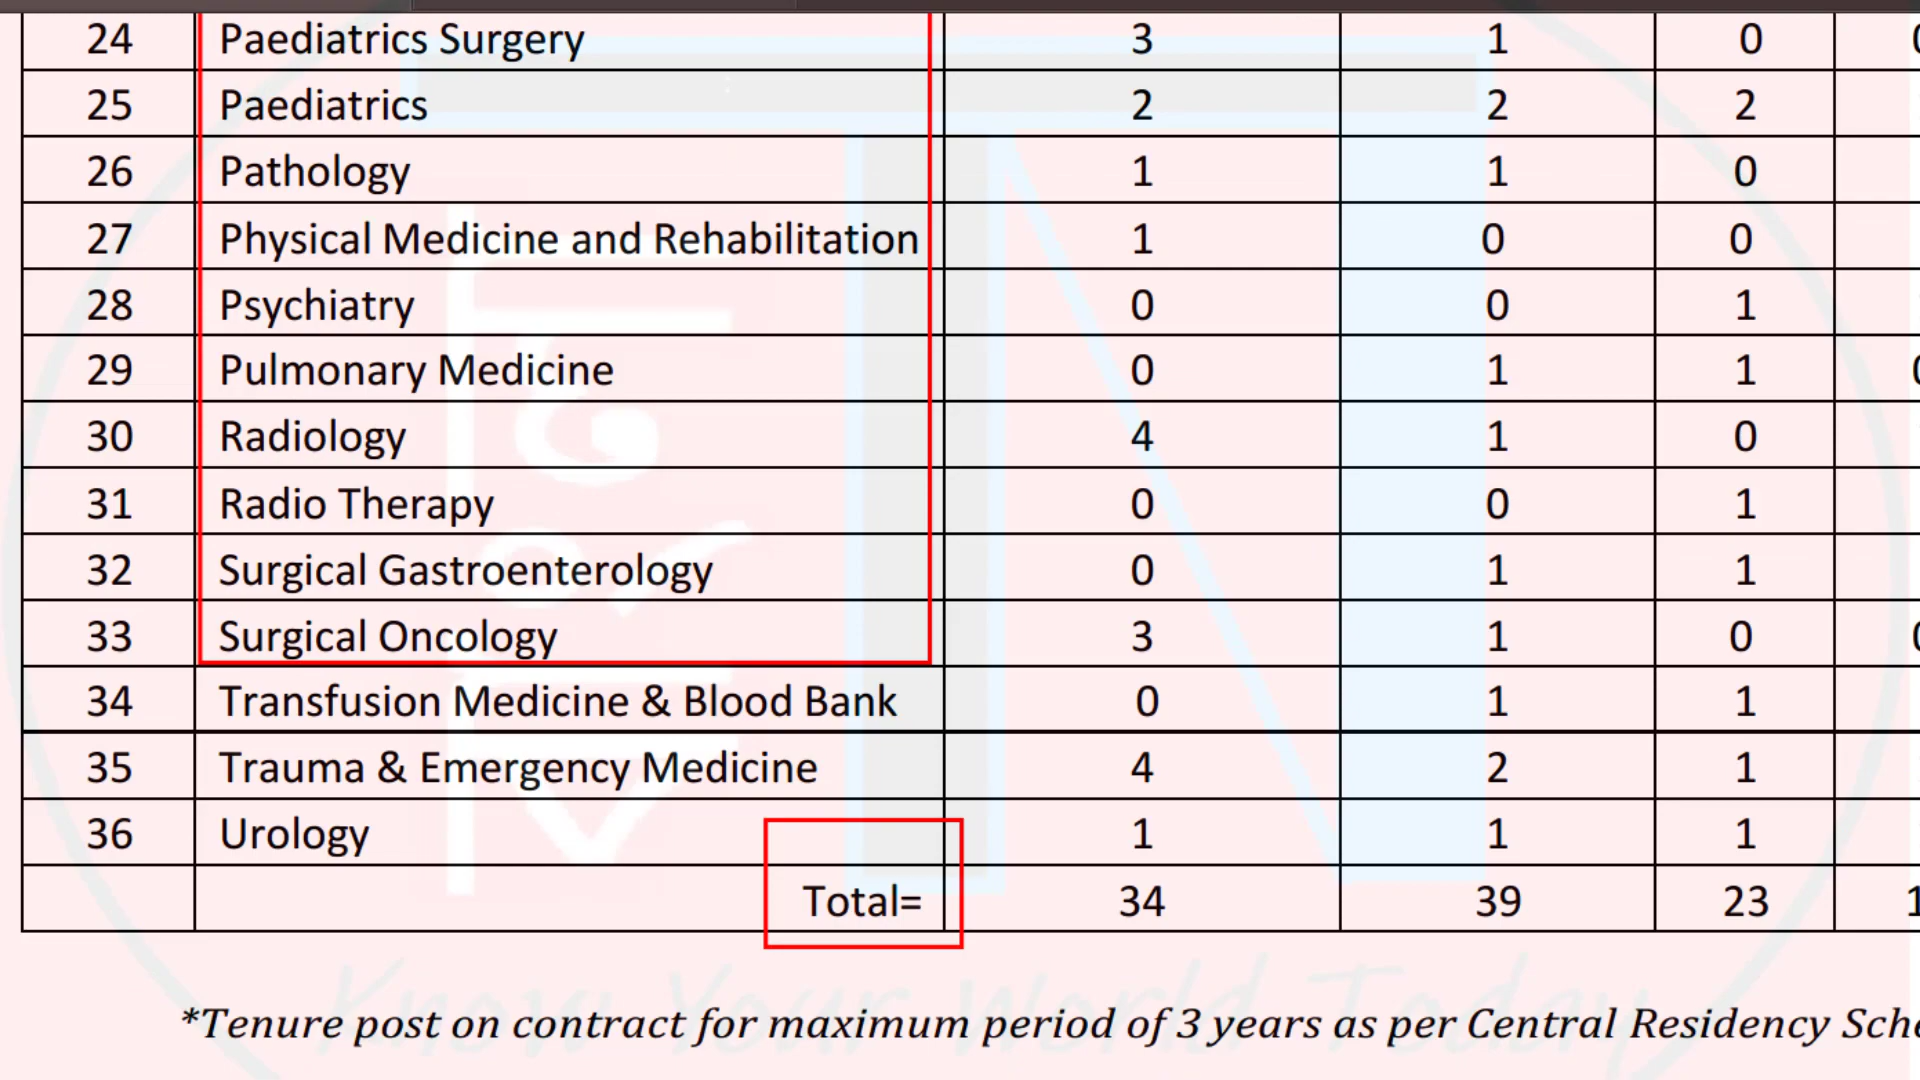 24 Paediatrics Surgery 3 1 0
25 Paediatrics 2 2 2
26 Pathology 1 1 0
27 Physical Medicine and Rehabilitation 1 0 0
28 Psychiatry 0 0 1
29 Pulmonary Medicine 0 1 1
30 Radiology 4 1 0
31 Radio Therapy 0 0 1
32 Surgical Gastroenterology 0 1 1
33 Surgical Oncology 3 1 0
34 Transfusion Medicine & Blood Bank 0 1 1
35 Trauma & Emergency Medicine 4 2 1
36 Urology 1 1 1
Total= 34 39 23
*Tenure post on contract for maximum period of 3 years as per Central Residency Sche
Know Your World Today